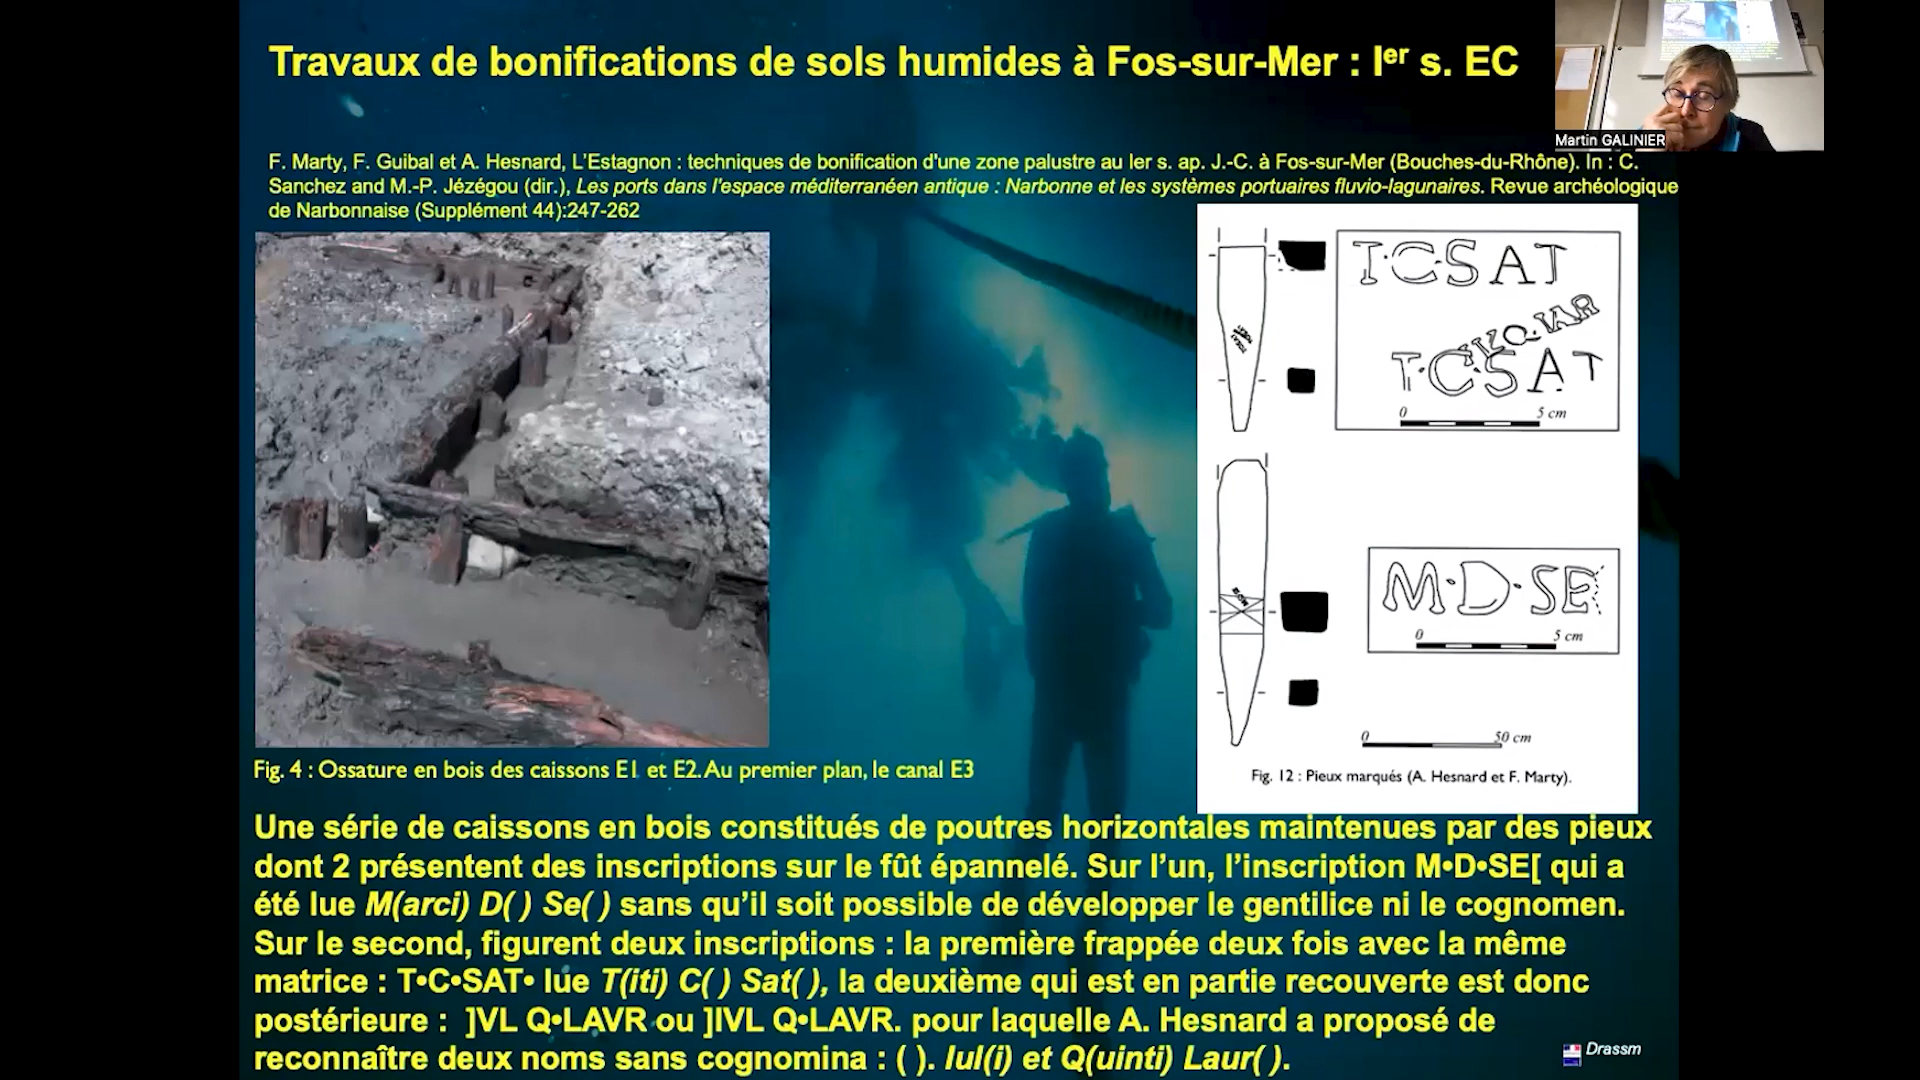 Travaux de bonifications de sols humides à Fos-sur-Mer : Ier s. EC
Martin GALINIER
F. Marty, F. Guibal et A. Hesnard, L'Estagnon : techniques de bonification d'une zone palustre au Ier s. ap. J.-C. à Fos-sur-Mer (Bouches-du-Rhône). In : C.
Sanchez and M.-P. Jézégou (dir.), Les ports dans l'espace méditerranéen antique : Narbonne et les systèmes portuaires fluvio-lagunaires. Revue archéologique
de Narbonnaise (Supplément 44):247-262
T·C·SAT
T·C·SAT
0 5 cm
M·D·SE
0 5 cm
0 50 cm
Fig. 12 : Pieux marqués (A. Hesnard et F. Marty).
Fig. 4 : Ossature en bois des caissons E1 et E2. Au premier plan, le canal E3
Une série de caissons en bois constitués de poutres horizontales maintenues par des pieux
dont 2 présentent des inscriptions sur le fût épannelé. Sur l'un, l'inscription M•D•SE[ qui a
été lue M(arci) D( ) Se( ) sans qu'il soit possible de développer le gentilice ni le cognomen.
Sur le second, figurent deux inscriptions : la première frappée deux fois avec la même
matrice : T•C•SAT• lue T(iti) C( ) Sat( ), la deuxième qui est en partie recouverte est donc
postérieure : ]VL Q•LAVR ou ]IVL Q•LAVR. pour laquelle A. Hesnard a proposé de
reconnaître deux noms sans cognomina : ( ). Iul(i) et Q(uinti) Laur( ).
Drassm